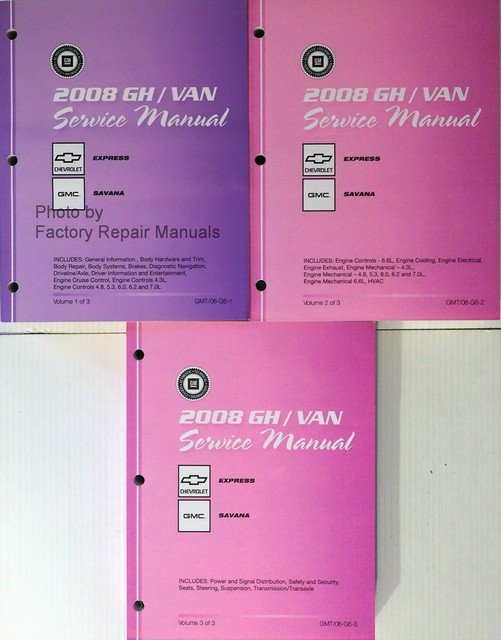 GM
2008 GH / VAN
Service Manual
CHEVROLET
EXPRESS
GMC
SAVANA
Photo by
Factory Repair Manuals
INCLUDES: General Information , Body Hardware and Trim,
Body Repair, Body Systems, Brakes, Diagnostic Navigation,
Driveline/Axle, Driver Information and Entertainment,
Engine Cruise Control, Engine Controls 4.3L,
Engine Controls 4.8, 5.3, 6.0, 6.2 and 7.0L
Volume 1 of 3
GMT/08-G6-1
GM
2008 GH / VAN
Service Manual
CHEVROLET
EXPRESS
GMC
SAVANA
INCLUDES: Engine Controls - 6.6L, Engine Cooling, Engine Electrical,
Engine Exhaust, Engine Mechanical – 4.3L,
Engine Mechanical – 4.8, 5.3, 6.0, 6.2 and 7.0L,
Engine Mechanical 6.6L, HVAC
Volume 2 of 3
GMT/08-G6-2
GM
2008 GH / VAN
Service Manual
CHEVROLET
EXPRESS
GMC
SAVANA
INCLUDES: Power and Signal Distribution, Safety and Security,
Seats, Steering, Suspension, Transmission/Transaxle
Volume 3 of 3
GMT/08-G6-3